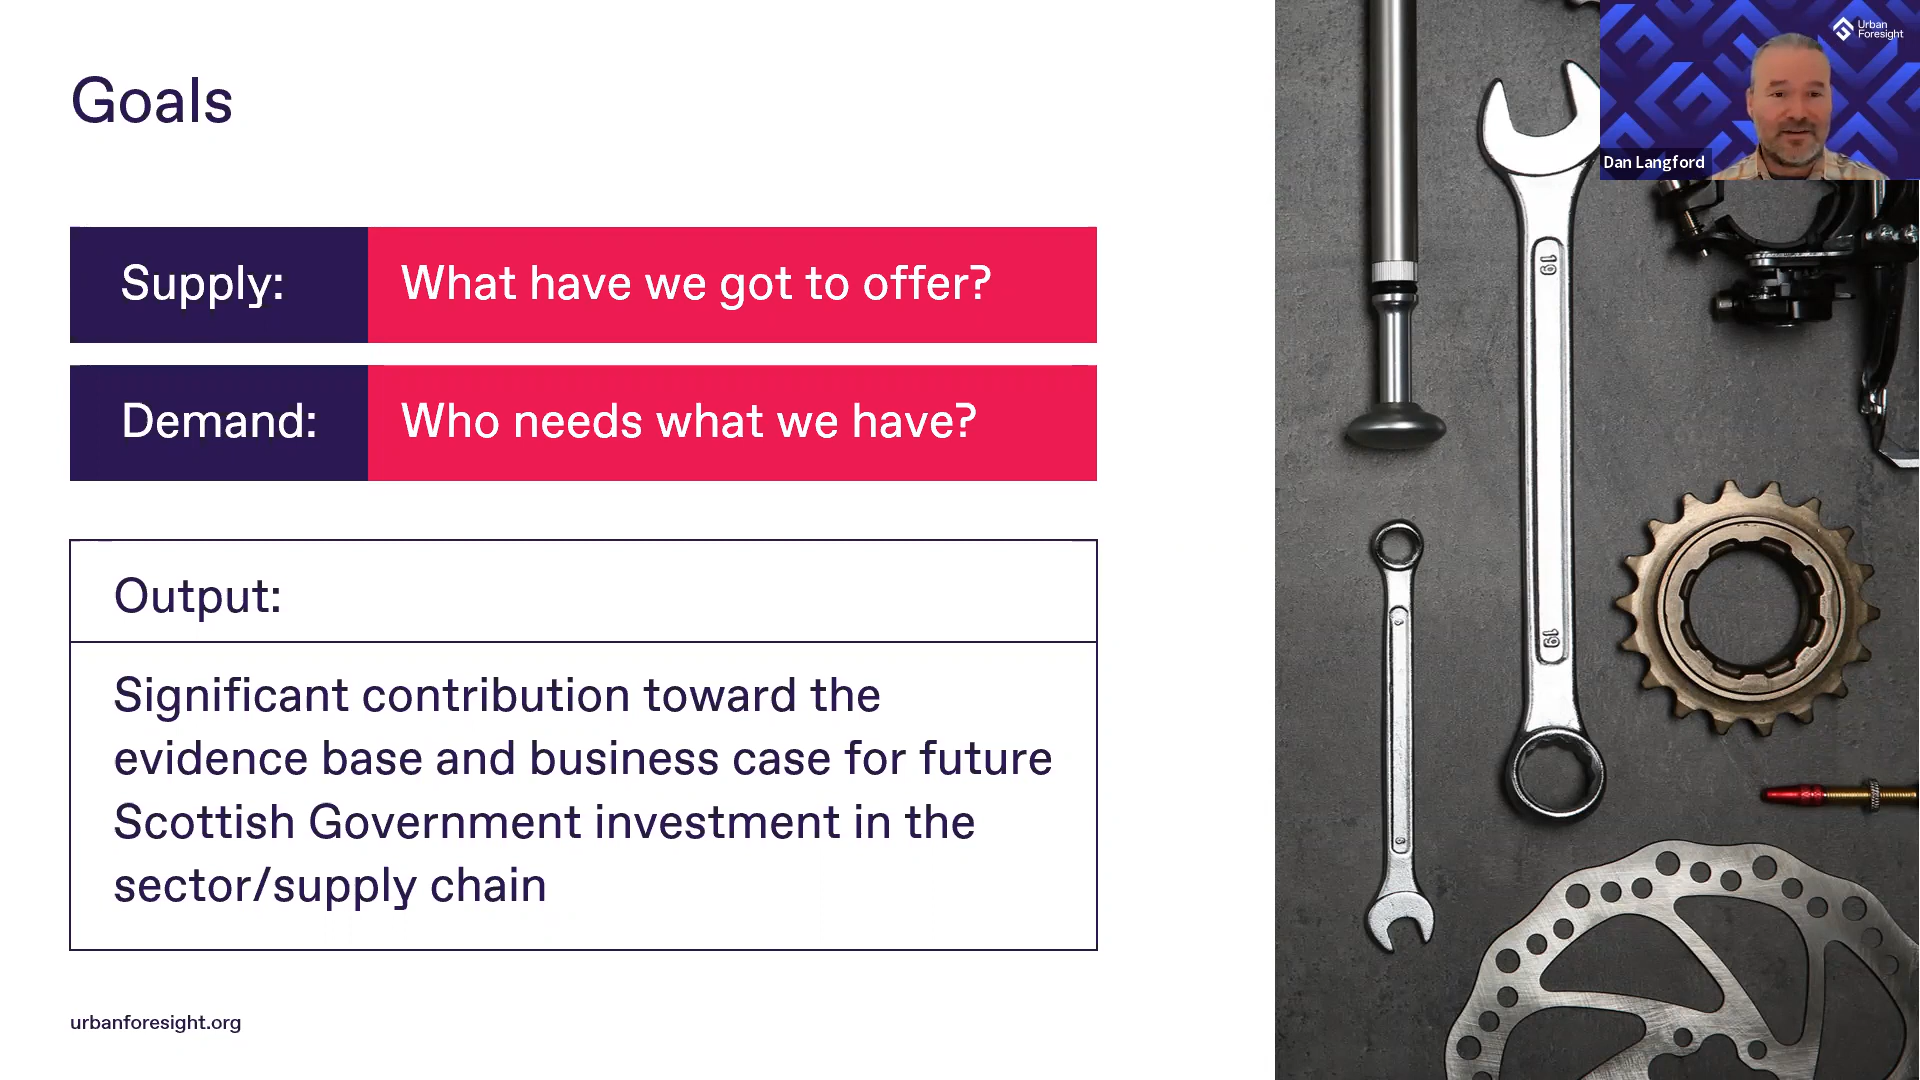 Goals
Urban
Foresight
Dan Langford
Supply:
What have we got to offer?
Demand:
Who needs what we have?
Output:
Significant contribution toward the
evidence base and business case for future
Scottish Government investment in the
sector/supply chain
urbanforesight.org
19
19